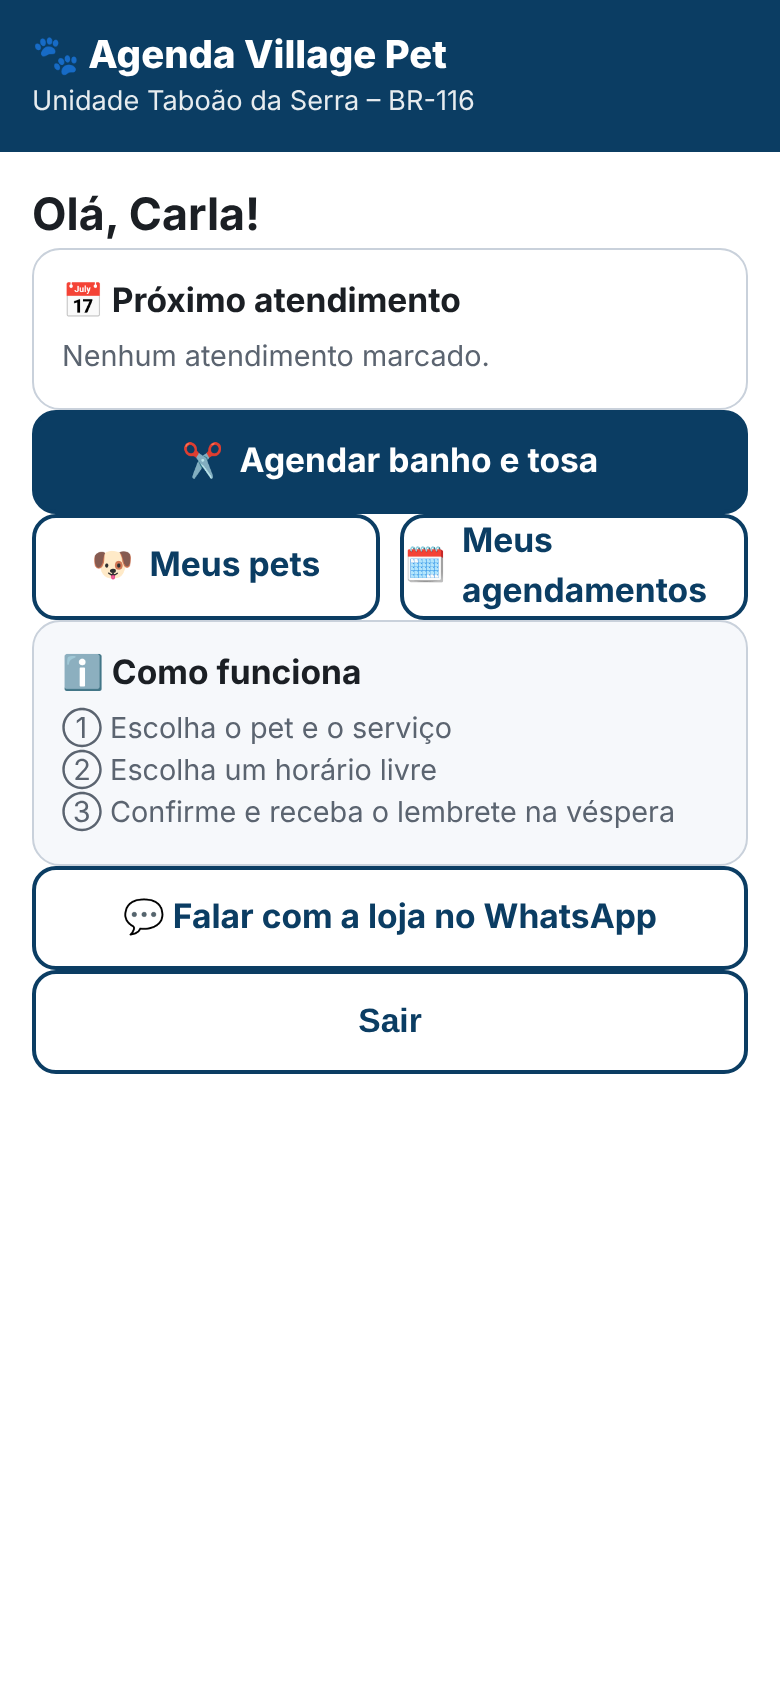 🐾 Agenda Village Pet
Unidade Taboão da Serra – BR-116
Olá, Carla!
📅 Próximo atendimento
Nenhum atendimento marcado.
✂️ Agendar banho e tosa
🐶 Meus pets
🗓️ Meus
agendamentos
ℹ️ Como funciona
① Escolha o pet e o serviço
② Escolha um horário livre
③ Confirme e receba o lembrete na véspera
💬 Falar com a loja no WhatsApp
Sair